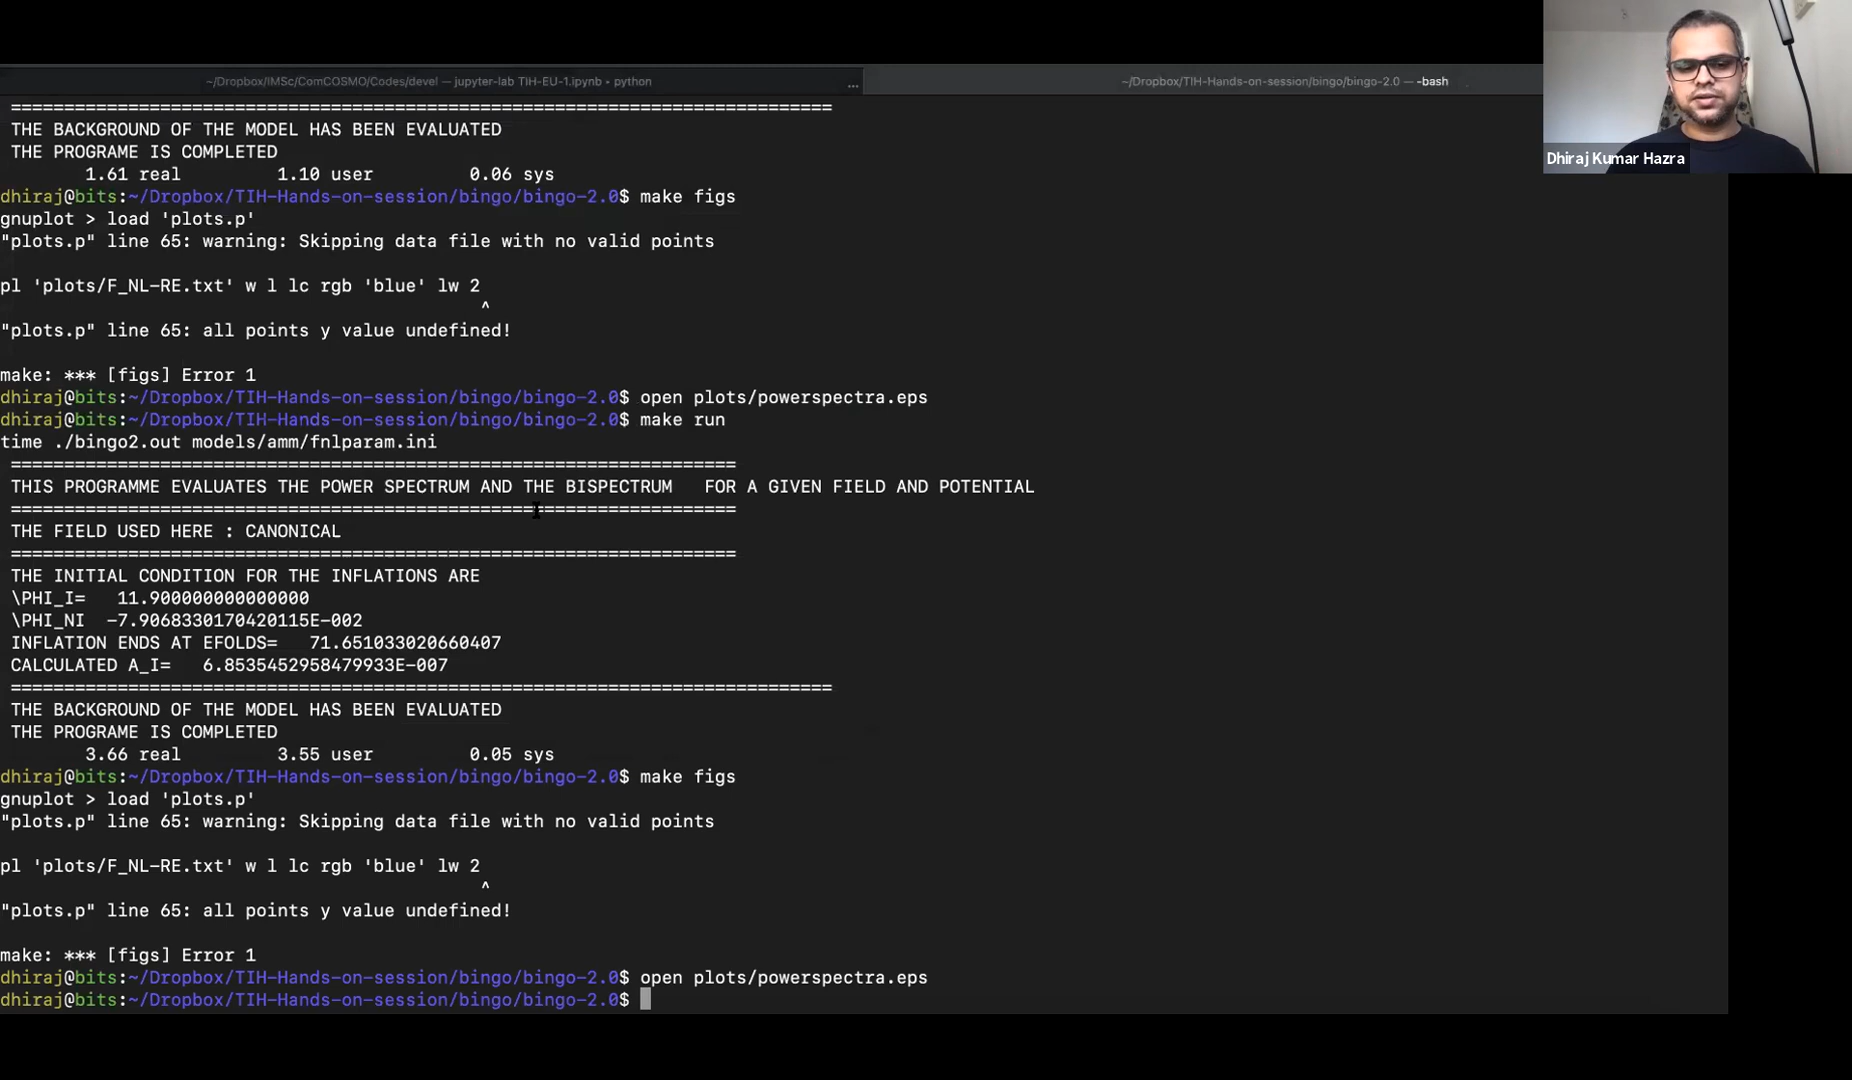 ~/Dropbox/IMSc/ComCOSMO/Codes/devel — jupyter-lab TIH-EU-1.ipynb • python
...
~/Dropbox/TIH-Hands-on-session/bingo/bingo-2.0 — -bash
Dhiraj Kumar Hazra
=============================================================================
THE BACKGROUND OF THE MODEL HAS BEEN EVALUATED
THE PROGRAME IS COMPLETED
1.61 real 1.10 user 0.06 sys
dhiraj@bits:~/Dropbox/TIH-Hands-on-session/bingo/bingo-2.0$ make figs
gnuplot > load 'plots.p'
"plots.p" line 65: warning: Skipping data file with no valid points
pl 'plots/F_NL-RE.txt' w l lc rgb 'blue' lw 2
^
"plots.p" line 65: all points y value undefined!
make: *** [figs] Error 1
dhiraj@bits:~/Dropbox/TIH-Hands-on-session/bingo/bingo-2.0$ open plots/powerspectra.eps
dhiraj@bits:~/Dropbox/TIH-Hands-on-session/bingo/bingo-2.0$ make run
time ./bingo2.out models/amm/fnlparam.ini
====================================================================
THIS PROGRAMME EVALUATES THE POWER SPECTRUM AND THE BISPECTRUM FOR A GIVEN FIELD AND POTENTIAL
====================================================================
THE FIELD USED HERE : CANONICAL
====================================================================
THE INITIAL CONDITION FOR THE INFLATIONS ARE
\PHI_I= 11.900000000000000
\PHI_NI -7.9068330170420115E-002
INFLATION ENDS AT EFOLDS= 71.651033020660407
CALCULATED A_I= 6.8535452958479933E-007
=============================================================================
THE BACKGROUND OF THE MODEL HAS BEEN EVALUATED
THE PROGRAME IS COMPLETED
3.66 real 3.55 user 0.05 sys
dhiraj@bits:~/Dropbox/TIH-Hands-on-session/bingo/bingo-2.0$ make figs
gnuplot > load 'plots.p'
"plots.p" line 65: warning: Skipping data file with no valid points
pl 'plots/F_NL-RE.txt' w l lc rgb 'blue' lw 2
^
"plots.p" line 65: all points y value undefined!
make: *** [figs] Error 1
dhiraj@bits:~/Dropbox/TIH-Hands-on-session/bingo/bingo-2.0$ open plots/powerspectra.eps
dhiraj@bits:~/Dropbox/TIH-Hands-on-session/bingo/bingo-2.0$